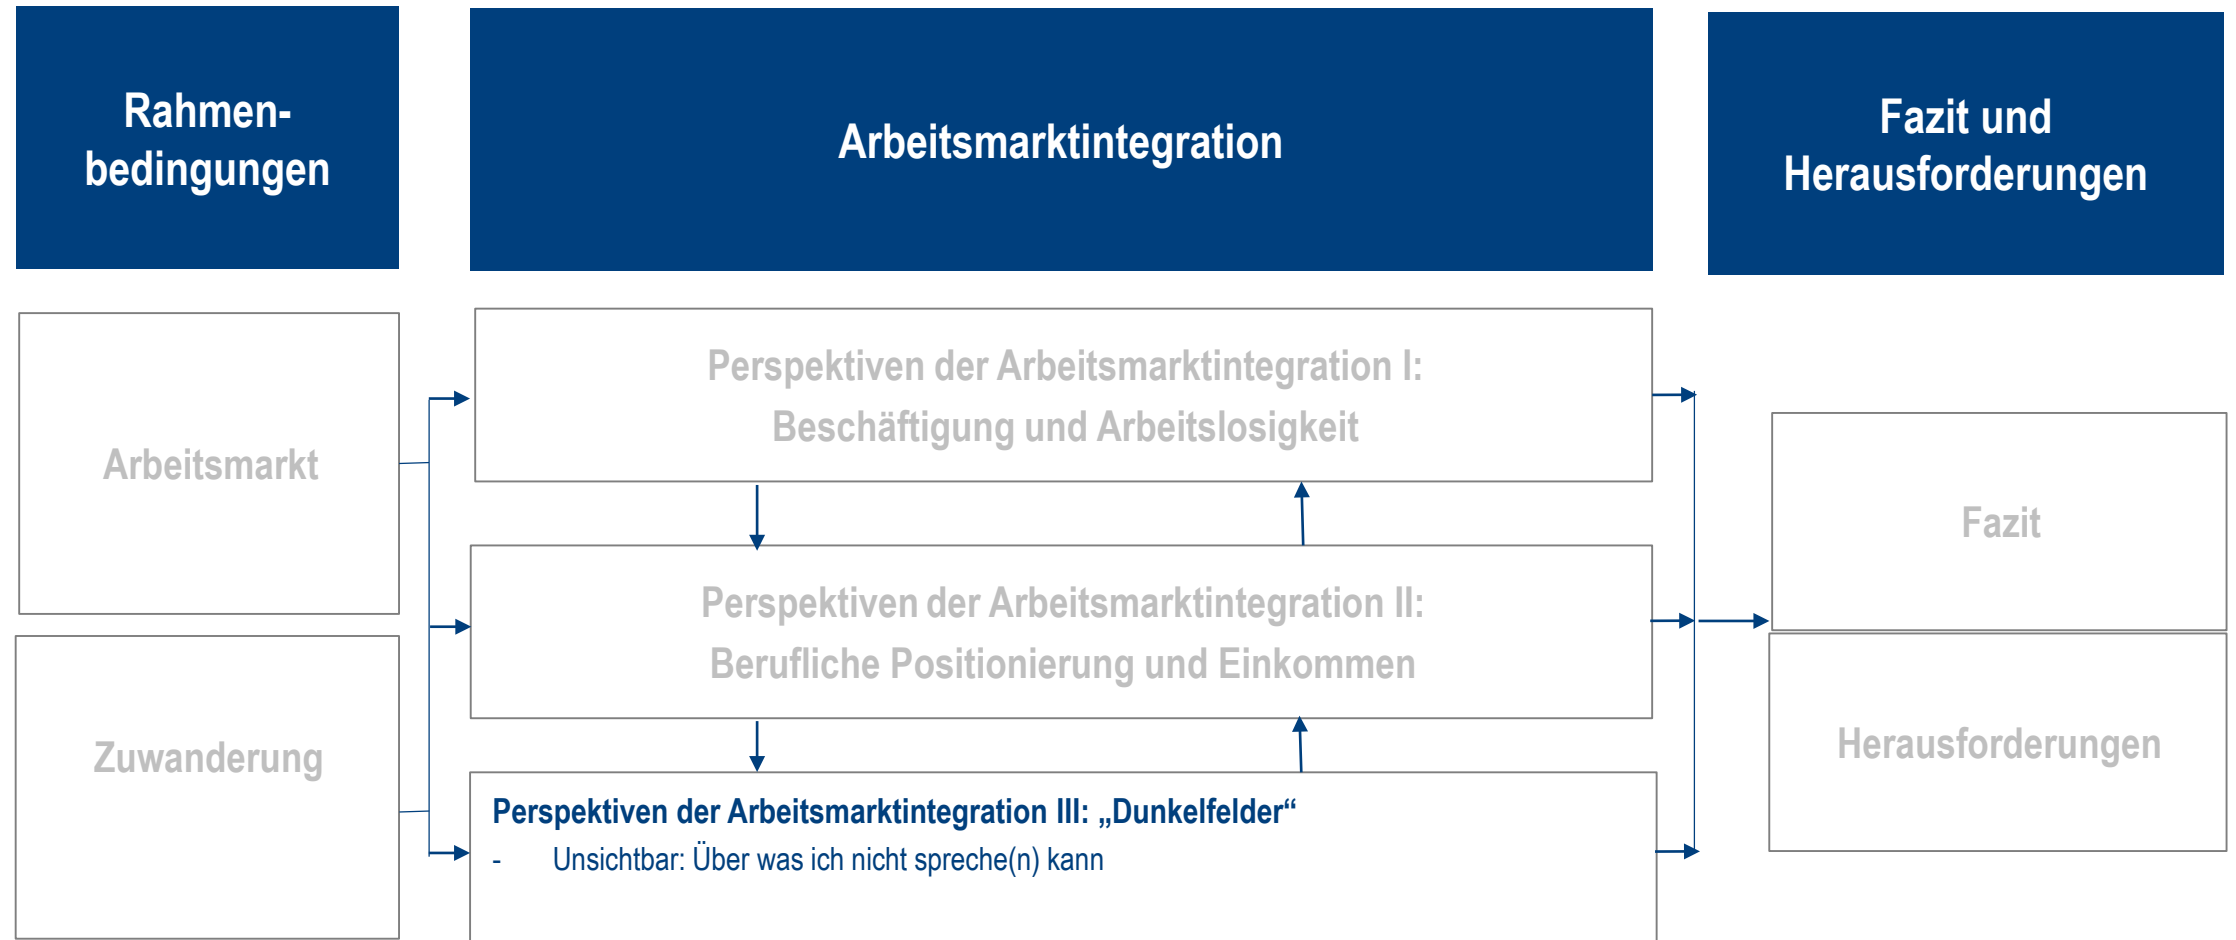 Rahmen-
bedingungen
Arbeitsmarktintegration
Fazit und
Herausforderungen
Arbeitsmarkt
Zuwanderung
Perspektiven der Arbeitsmarktintegration I:
Beschäftigung und Arbeitslosigkeit
Perspektiven der Arbeitsmarktintegration II:
Berufliche Positionierung und Einkommen
Perspektiven der Arbeitsmarktintegration III: „Dunkelfelder“
- Unsichtbar: Über was ich nicht spreche(n) kann
Fazit
Herausforderungen